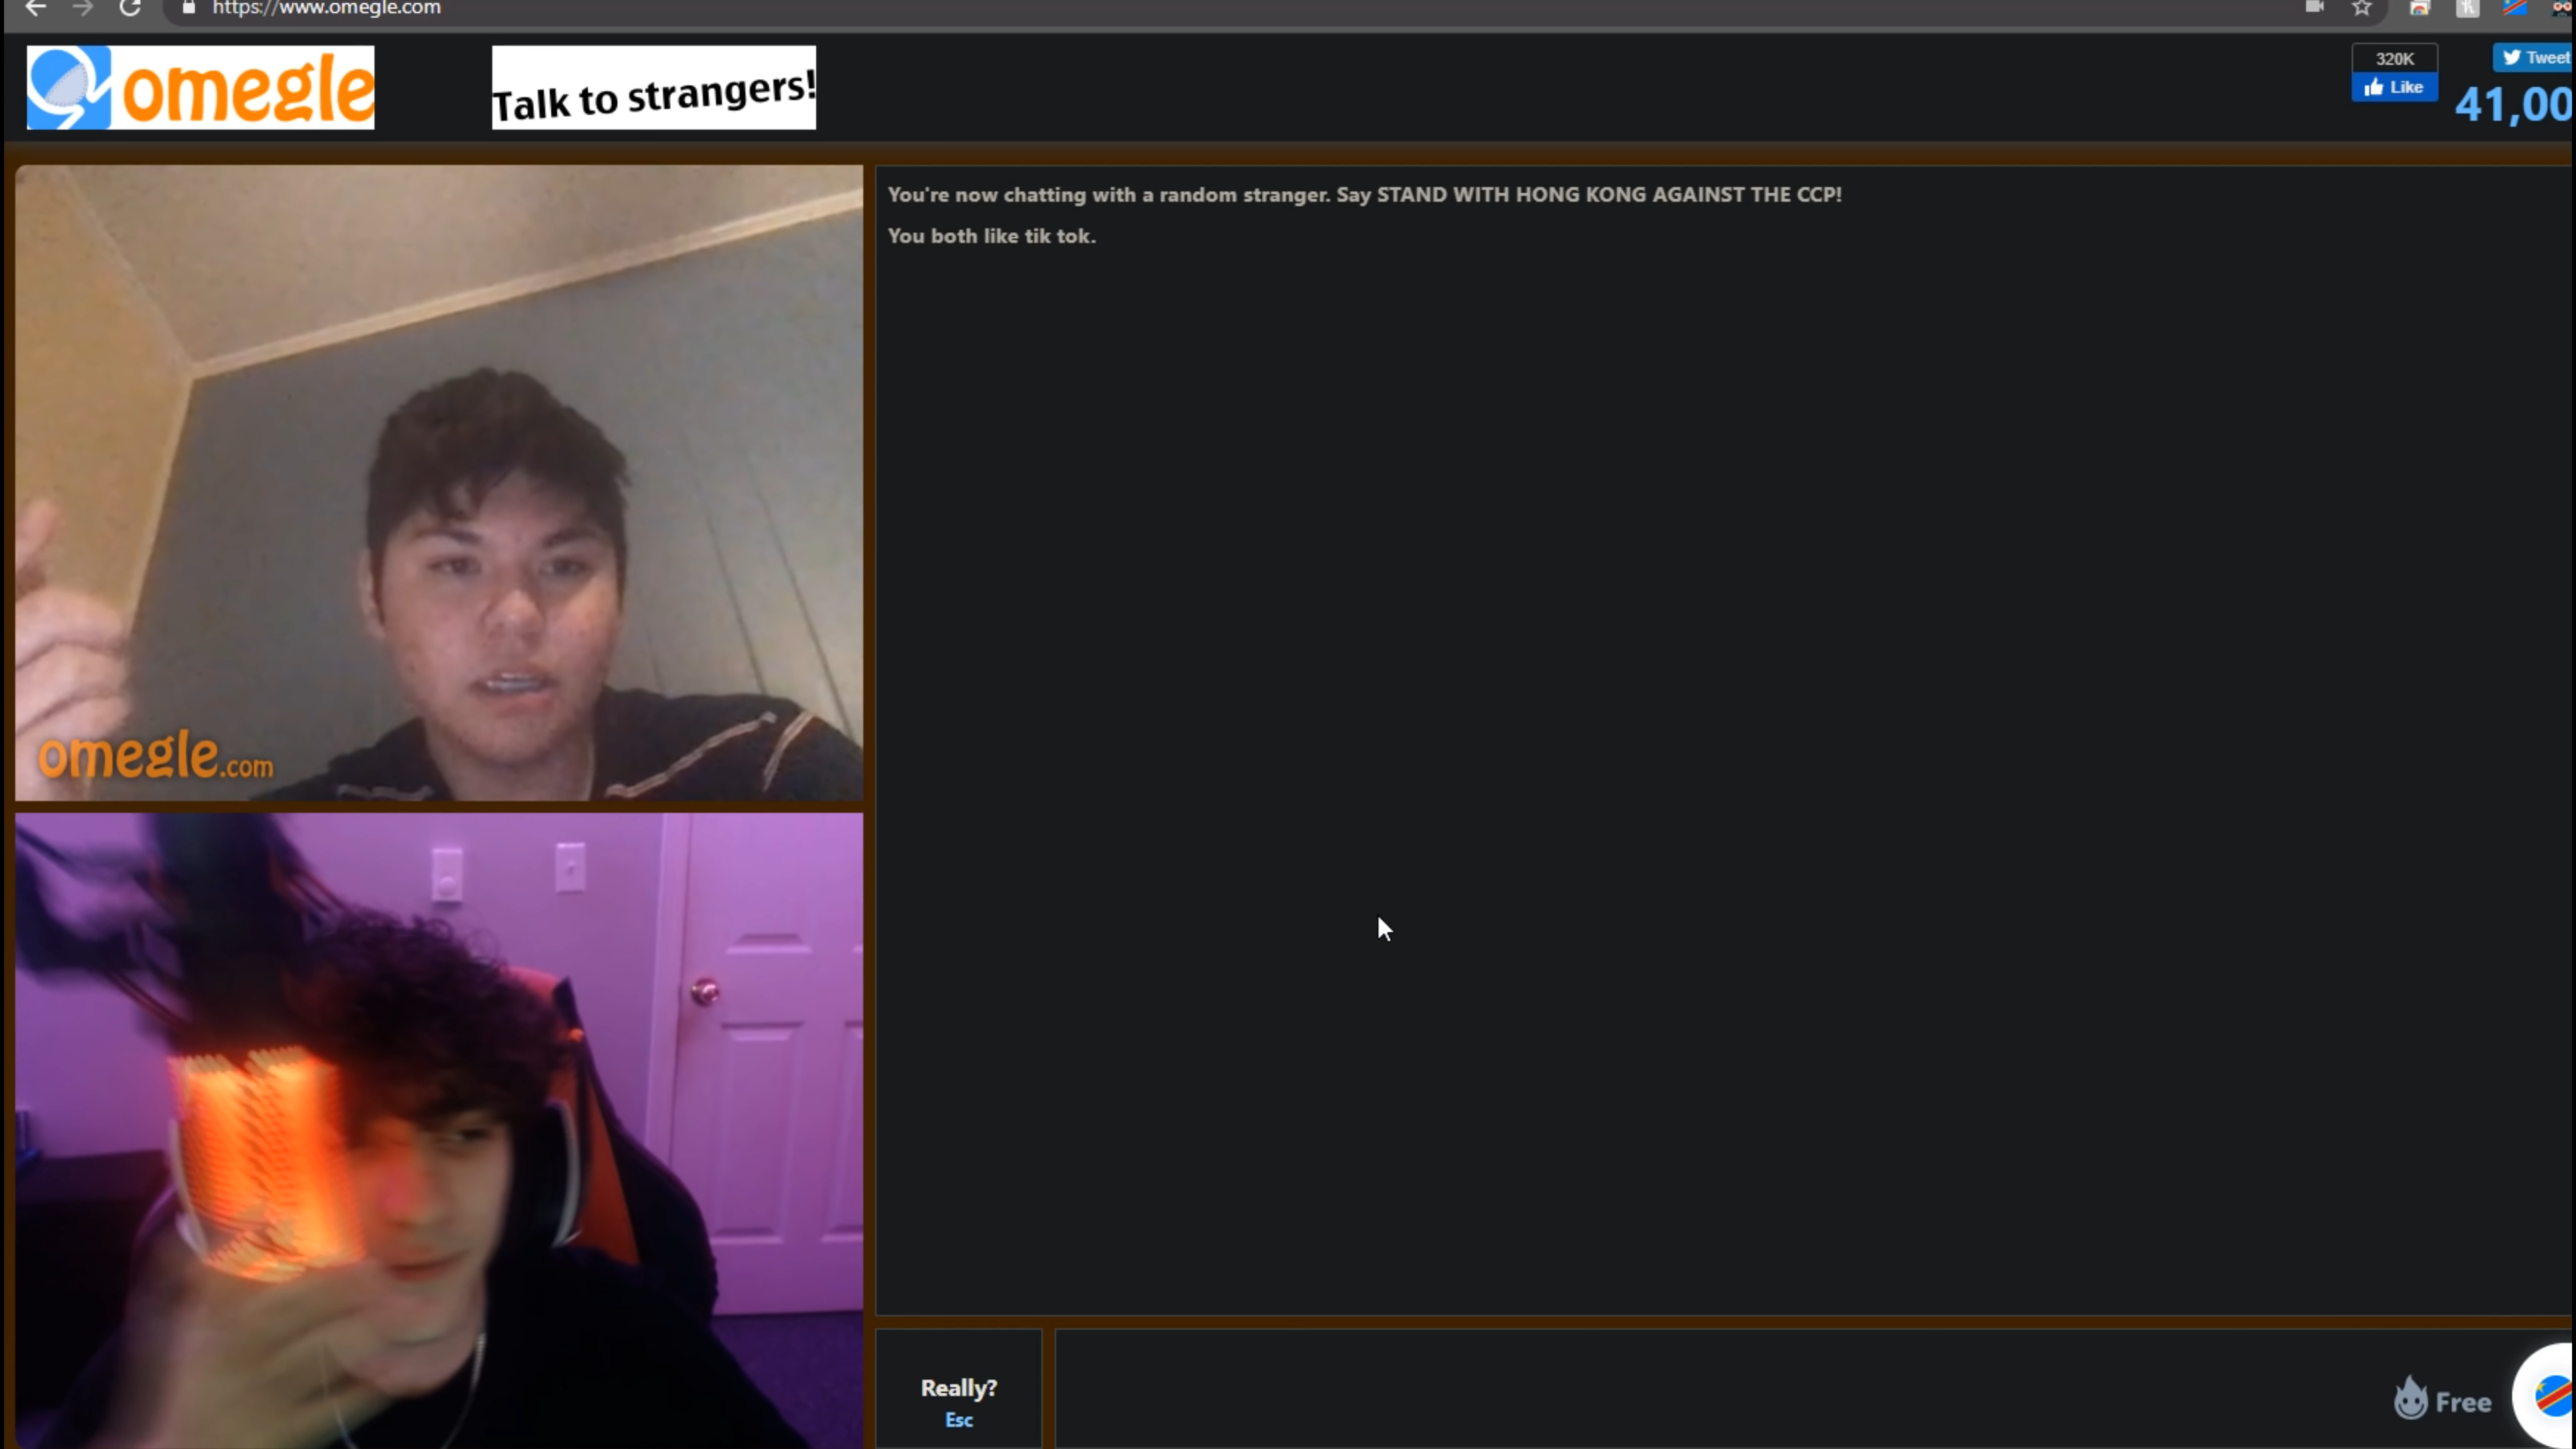 https://www.omegle.com
omegle
Talk to strangers!
320K
Like
Tweet
41,00
You're now chatting with a random stranger. Say STAND WITH HONG KONG AGAINST THE CCP!
You both like tik tok.
omegle.com
Really?
Esc
Free